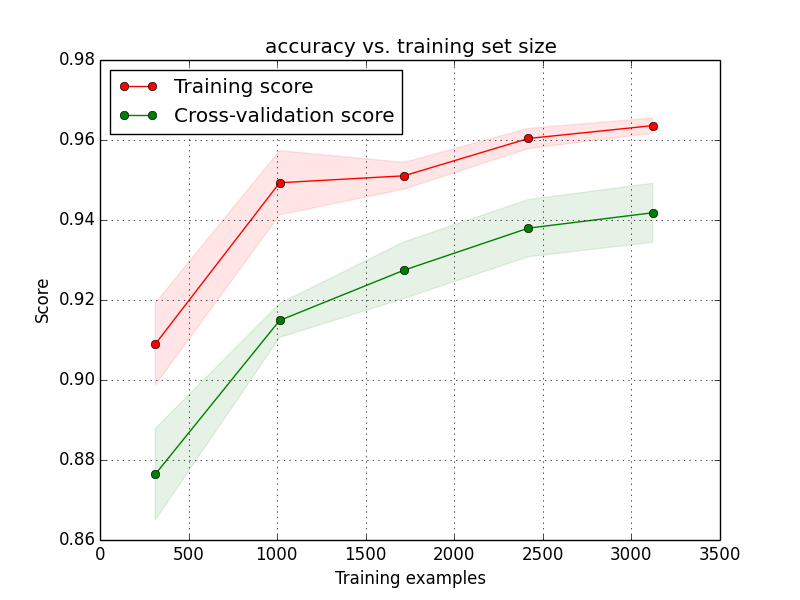 accuracy vs. training set size
0.98
Training score
Cross-validation score
0.96
0.94
0.92
0.90
0.88
0.86
Score
0 500 1000 1500 2000 2500 3000 3500
Training examples